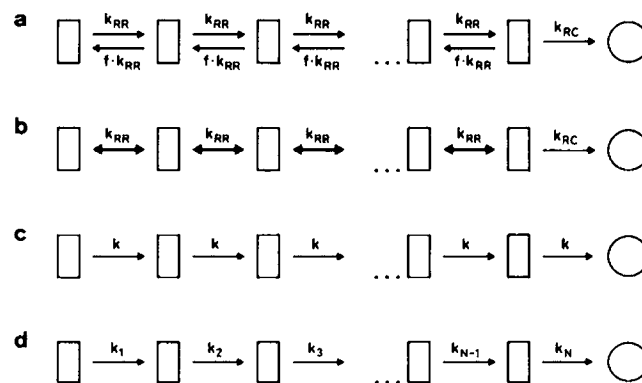 a
k_RR k_RR k_RR k_RR k_RC
f·k_RR f·k_RR f·k_RR ... f·k_RR
b
k_RR k_RR k_RR k_RR k_RC
...
c
k k k k k
...
d
k_1 k_2 k_3 k_N-1 k_N
...